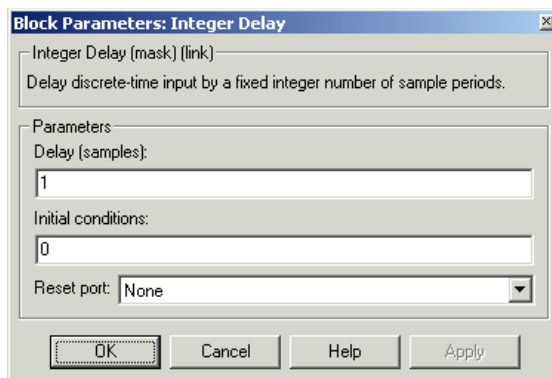 Block Parameters: Integer Delay
Integer Delay (mask) (link)
Delay discrete-time input by a fixed integer number of sample periods.
Parameters
Delay (samples):
1
Initial conditions:
0
Reset port: None
OK Cancel Help Apply